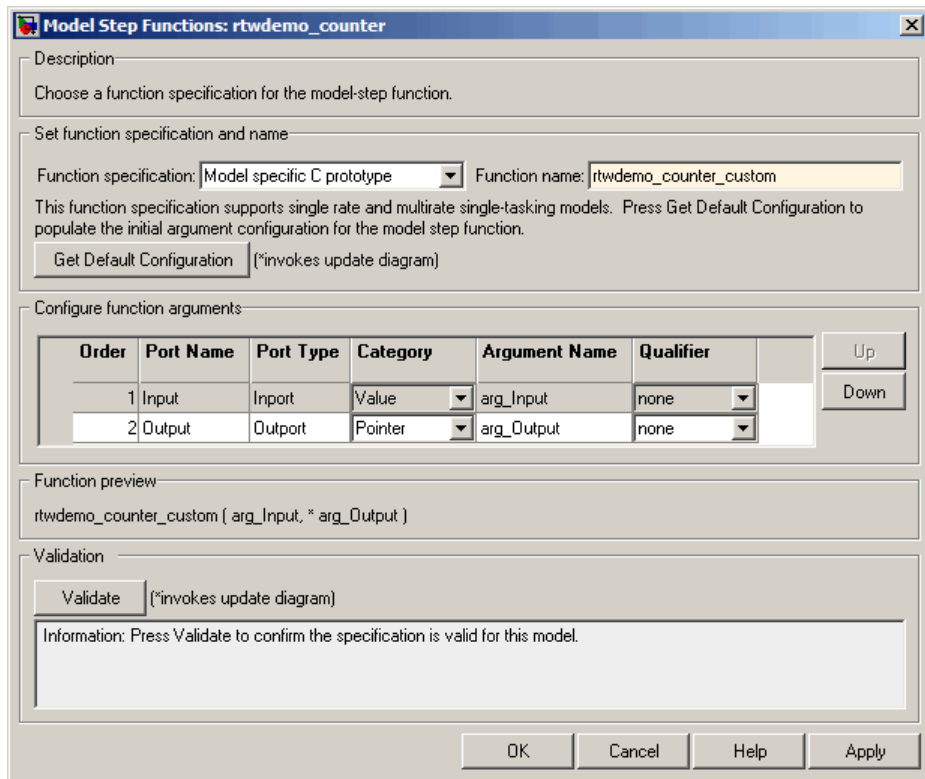 Model Step Functions: rtwdemo_counter
Description
Choose a function specification for the model-step function.
Set function specification and name
Function specification: Model specific C prototype Function name: rtwdemo_counter_custom
This function specification supports single rate and multirate single-tasking models. Press Get Default Configuration to
populate the initial argument configuration for the model step function.
Get Default Configuration (*invokes update diagram)
Configure function arguments
Order Port Name Port Type Category Argument Name Qualifier Up
1 Input Inport Value arg_Input none Down
2 Output Outport Pointer arg_Output none
Function preview
rtwdemo_counter_custom ( arg_Input, * arg_Output )
Validation
Validate (*invokes update diagram)
Information: Press Validate to confirm the specification is valid for this model.
OK Cancel Help Apply